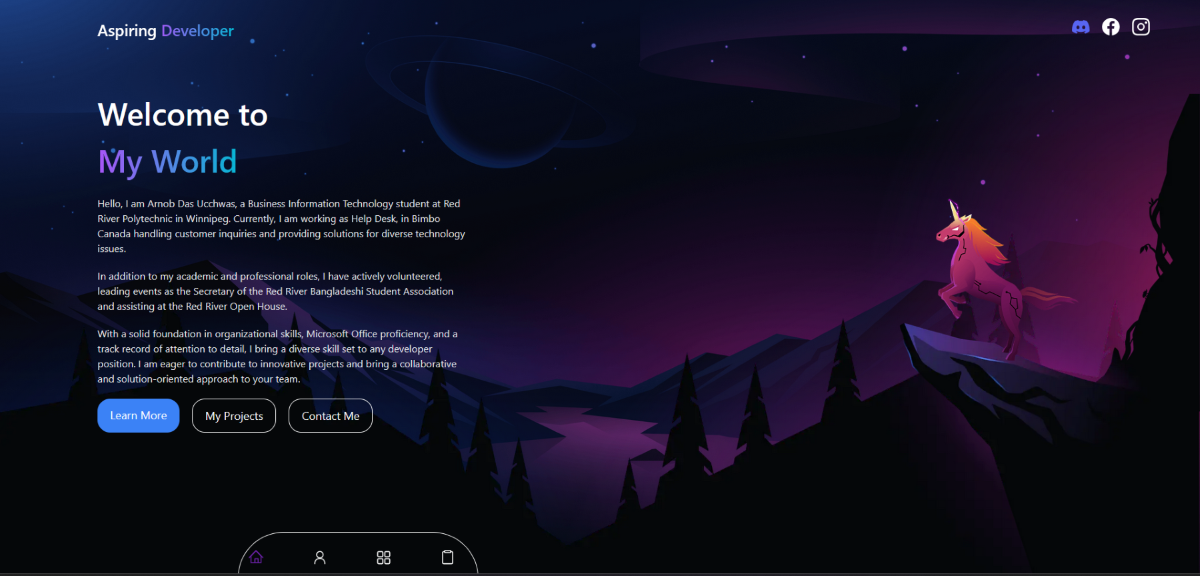 Aspiring Developer
Welcome to
My World
Hello, I am Arnob Das Ucchwas, a Business Information Technology student at Red
River Polytechnic in Winnipeg. Currently, I am working as Help Desk, in Bimbo
Canada handling customer inquiries and providing solutions for diverse technology
issues.
In addition to my academic and professional roles, I have actively volunteered,
leading events as the Secretary of the Red River Bangladeshi Student Association
and assisting at the Red River Open House.
With a solid foundation in organizational skills, Microsoft Office proficiency, and a
track record of attention to detail, I bring a diverse skill set to any developer
position. I am eager to contribute to innovative projects and bring a collaborative
and solution-oriented approach to your team.
Learn More
My Projects
Contact Me